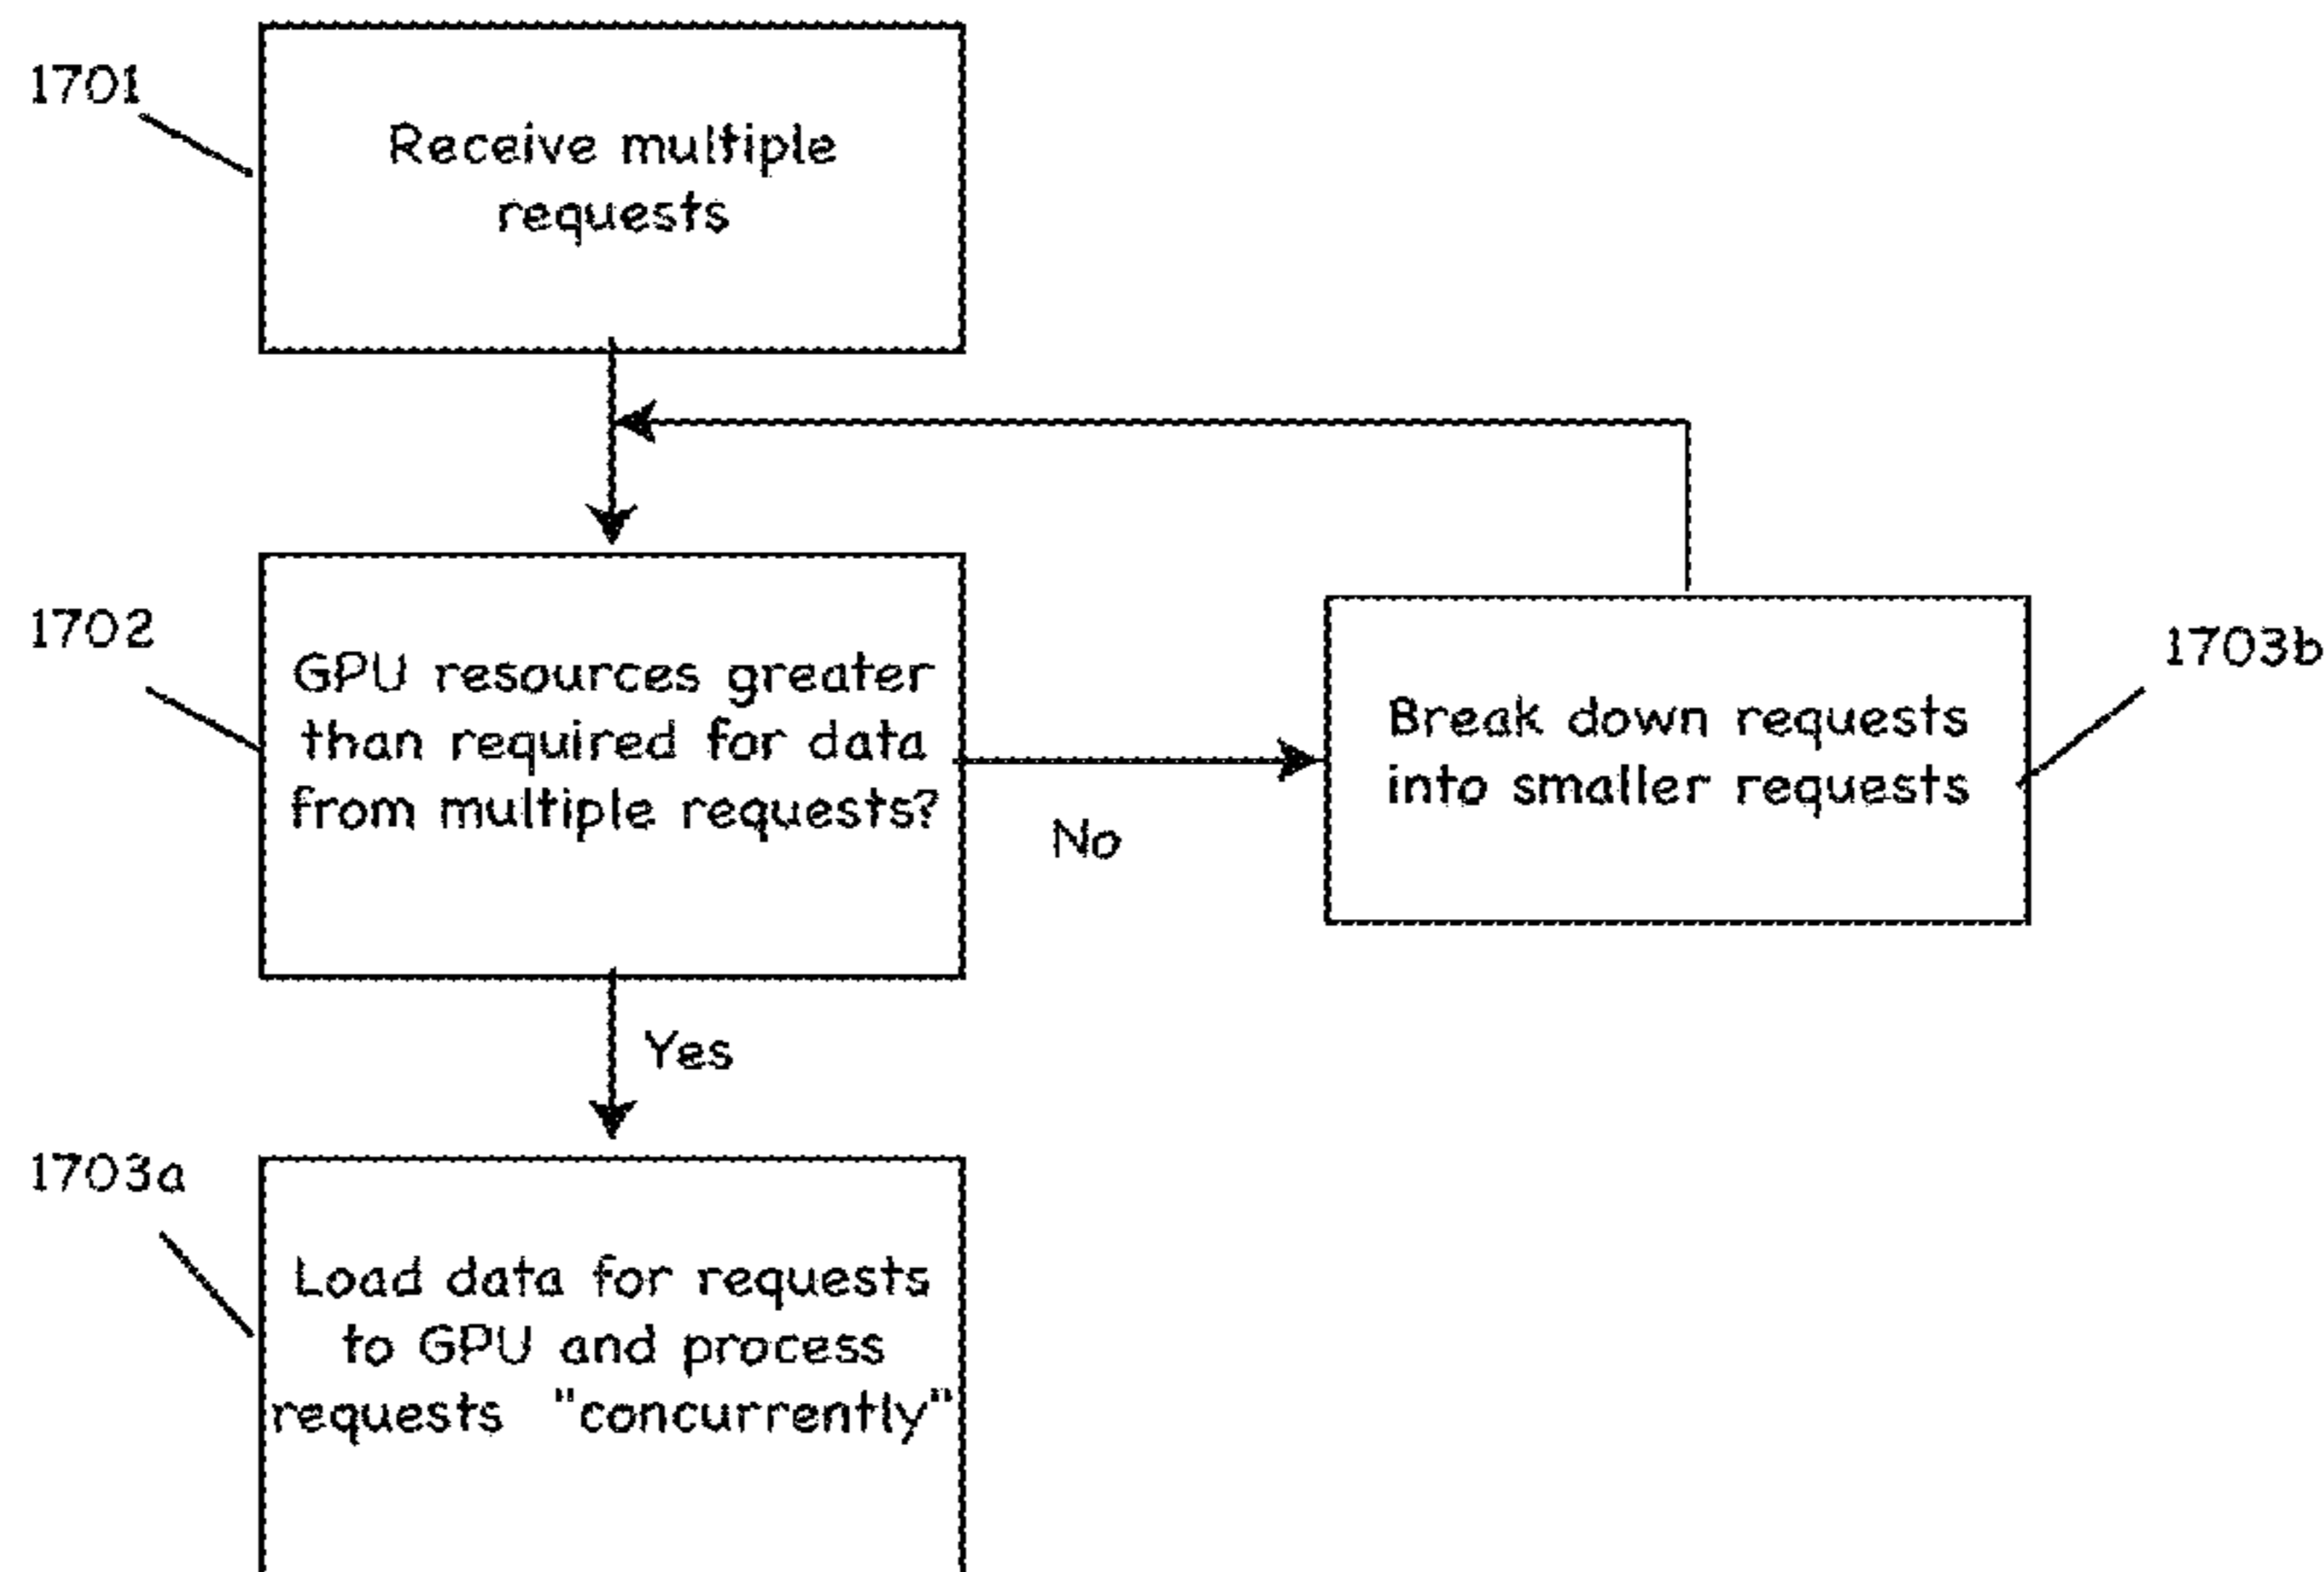 1701
Receive multiple
requests
1702
GPU resources greater
than required for data
from multiple requests?
No
Break down requests
into smaller requests
1703b
Yes
1703a
Load data for requests
to GPU and process
requests "concurrently"